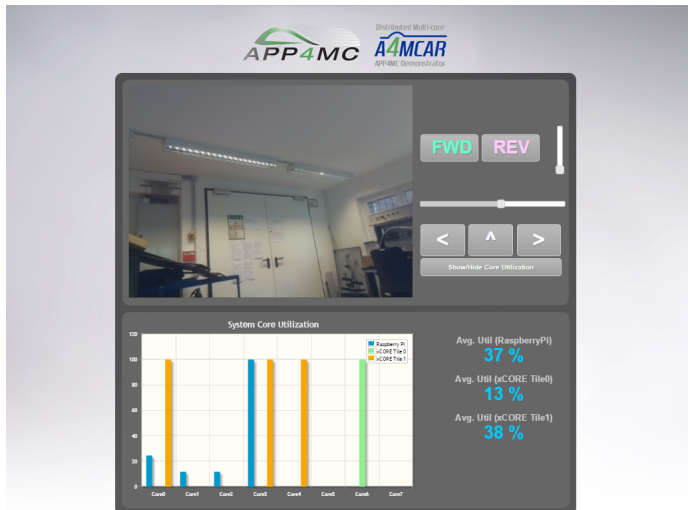 APP4MC
Distributed Multi-core
A4MCAR
APP4MC Demonstrator
FWD
REV
<
^
>
Show/Hide Core Utilization
System Core Utilization
Raspberry Pi
xCORE Tile 0
xCORE Tile 1
120
100
80
60
40
20
0
Core0
Core1
Core2
Core3
Core4
Core5
Core6
Core7
Avg. Util (RaspberryPi)
37 %
Avg. Util (xCORE Tile0)
13 %
Avg. Util (xCORE Tile1)
38 %